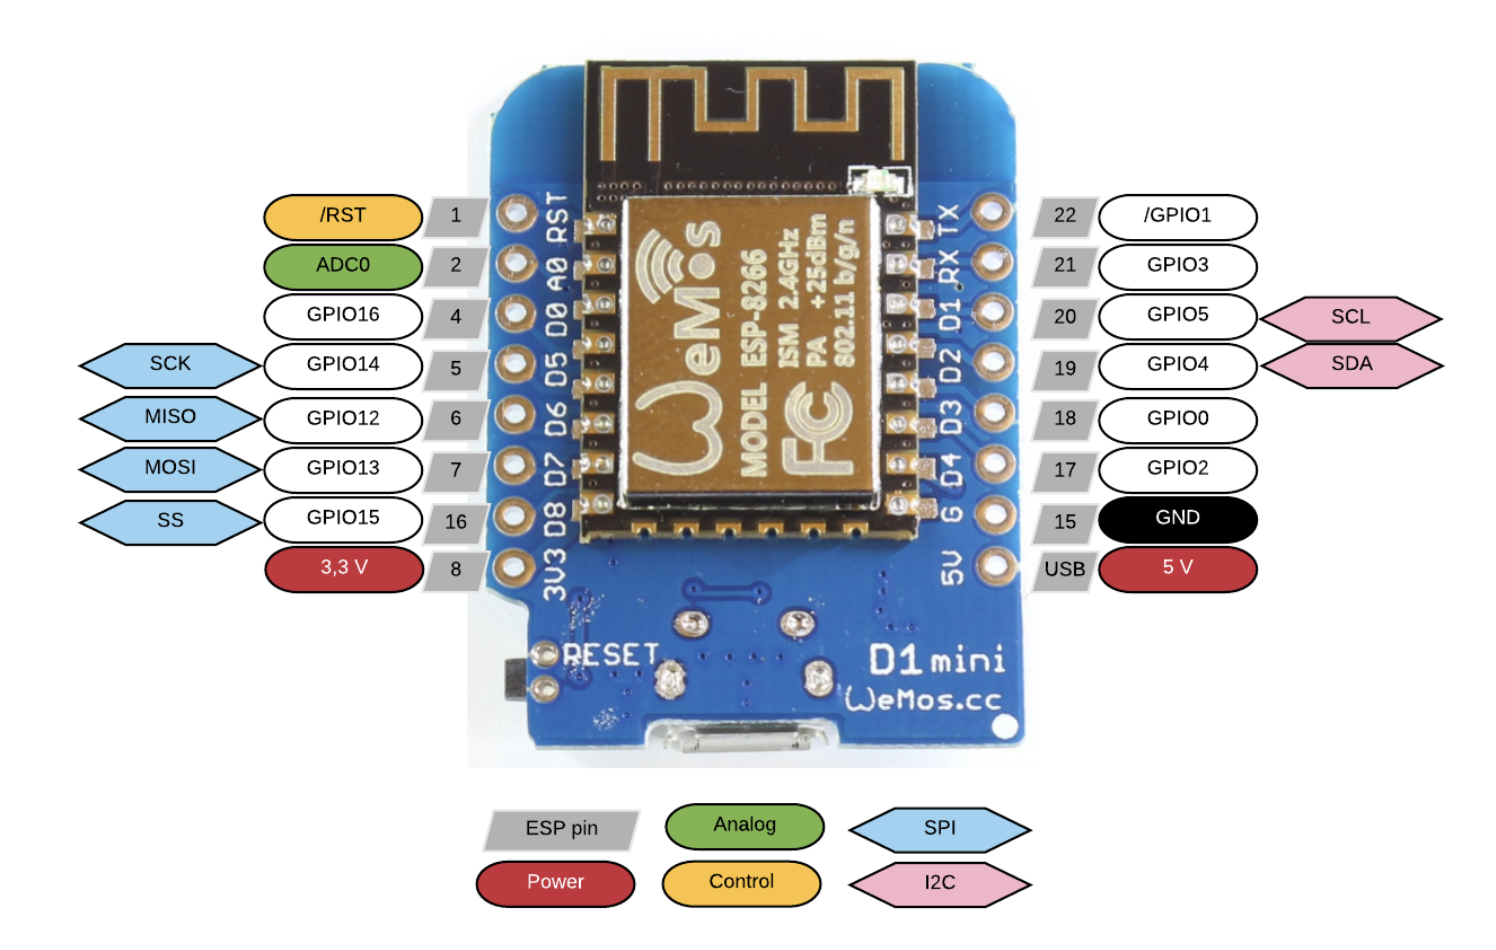 /RST 1 RST TX 22 /GPIO1
ADC0 2 A0 RX 21 GPIO3
GPIO16 4 D0 D1 20 GPIO5 SCL
SCK GPIO14 5 D5 D2 19 GPIO4 SDA
MISO GPIO12 6 D6 D3 18 GPIO0
MOSI GPIO13 7 D7 D4 17 GPIO2
SS GPIO15 16 D8 G 15 GND
3,3 V 8 3V3 5V USB 5 V
WeMos
MODEL ESP-8266
ISM 2.4GHz
PA +25dBm
802.11 b/g/n
FC
RESET
D1 mini
WeMos.cc
ESP pin Analog SPI
Power Control I2C